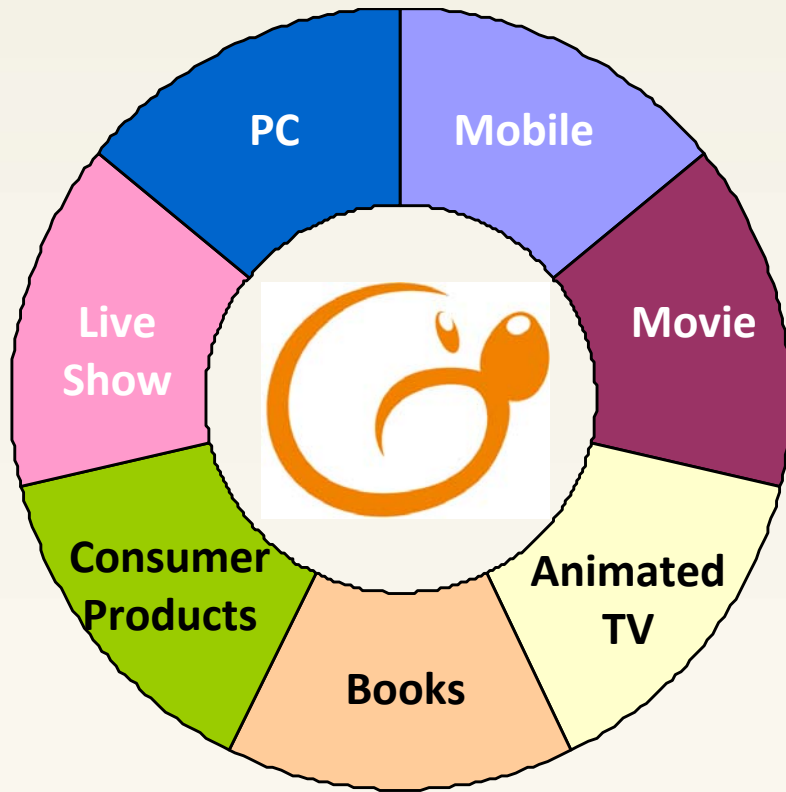 PC
Mobile
Live
Show
Movie
Consumer
Products
Animated
TV
Books